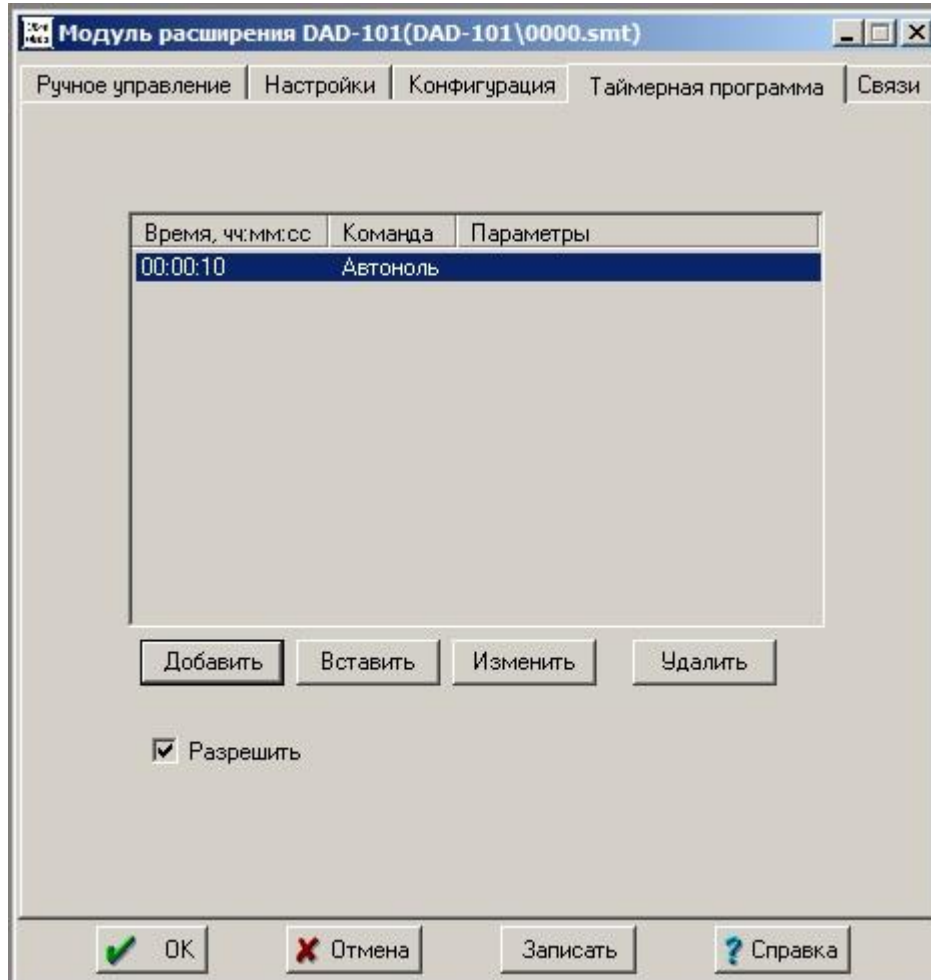 Модуль расширения DAD-101(DAD-101\0000.smt)
Ручное управление Настройки Конфигурация Таймерная программа Связи
Время, чч:мм:сс Команда Параметры
00:00:10 Автоноль
Добавить Вставить Изменить Удалить
Разрешить
OK Отмена Записать ? Справка